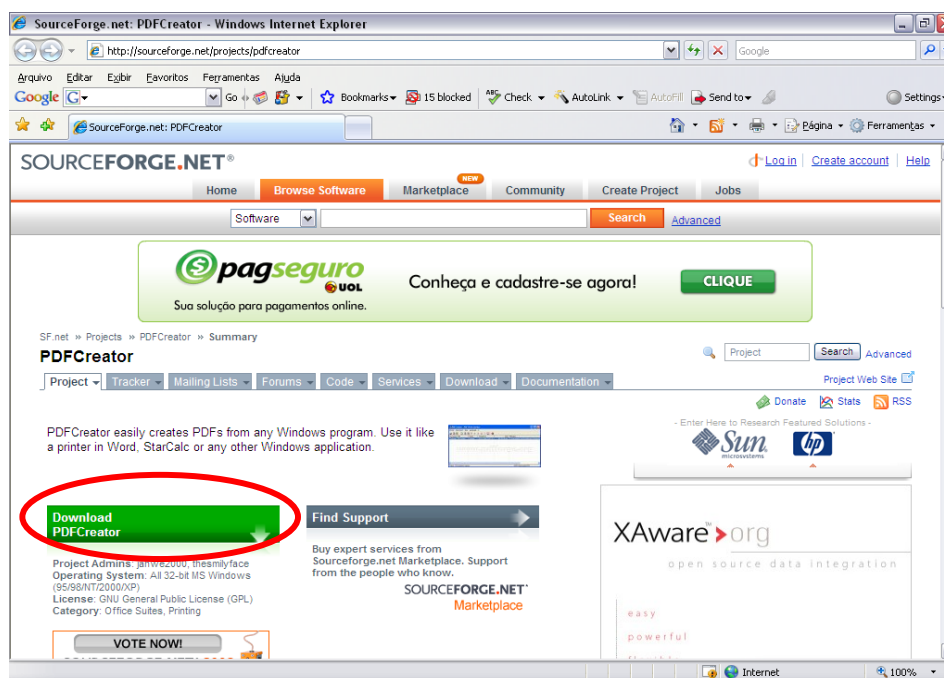 SourceForge.net: PDFCreator - Windows Internet Explorer
http://sourceforge.net/projects/pdfcreator Google
Arquivo Editar Exibir Favoritos Ferramentas Ajuda
Google G Go Bookmarks 15 blocked ABC Check AutoLink AutoFill Send to Settings
SourceForge.net: PDFCreator Página Ferramentas
SOURCEFORGE.NET® Log in Create account Help
NEW
Home Browse Software Marketplace Community Create Project Jobs
Software Search Advanced
pagseguro
UOL
Sua solução para pagamentos online.
Conheça e cadastre-se agora! CLIQUE
SF.net » Projects » PDFCreator » Summary
PDFCreator
Project Search Advanced
Project Tracker Mailing Lists Forums Code Services Download Documentation
Project Web Site
Donate Stats RSS
PDFCreator easily creates PDFs from any Windows program. Use it like
a printer in Word, StarCalc or any other Windows application.
- Enter Here to Research Featured Solutions -
Sun
microsystems
hp
Download
PDFCreator
Project Admins: janwe2000, thesmilyface
Operating System: All 32-bit MS Windows
(95/98/NT/2000/XP)
License: GNU General Public License (GPL)
Category: Office Suites, Printing
VOTE NOW!
Find Support
Buy expert services from
Sourceforge.net Marketplace. Support
from the people who know.
SOURCEFORGE.NET®
Marketplace
XAware™>org
open source data integration
easy
powerful
Internet 100%